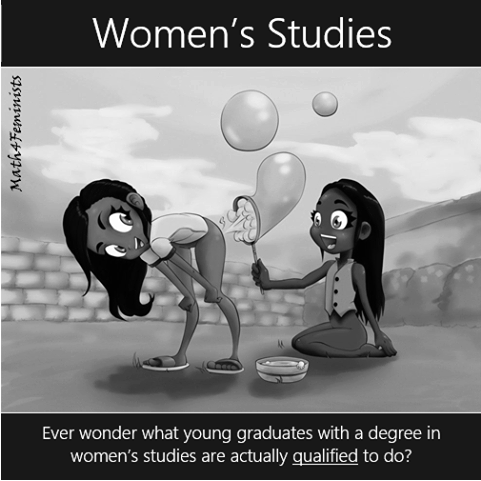 Women's Studies
Math4Feminists
Ever wonder what young graduates with a degree in
women's studies are actually qualified to do?